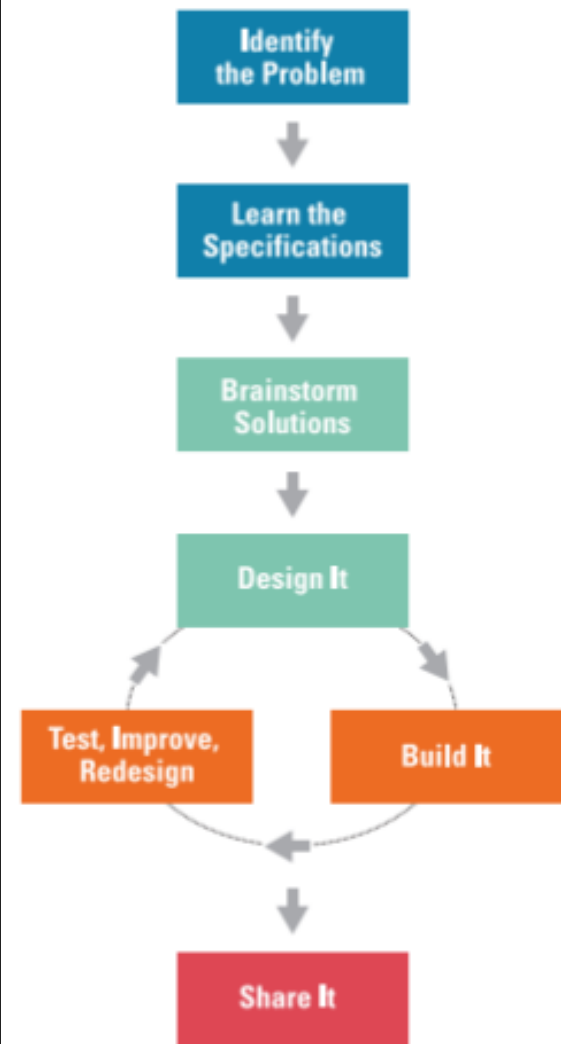 Identify
the Problem
Learn the
Specifications
Brainstorm
Solutions
Design It
Test, Improve,
Redesign
Build It
Share It